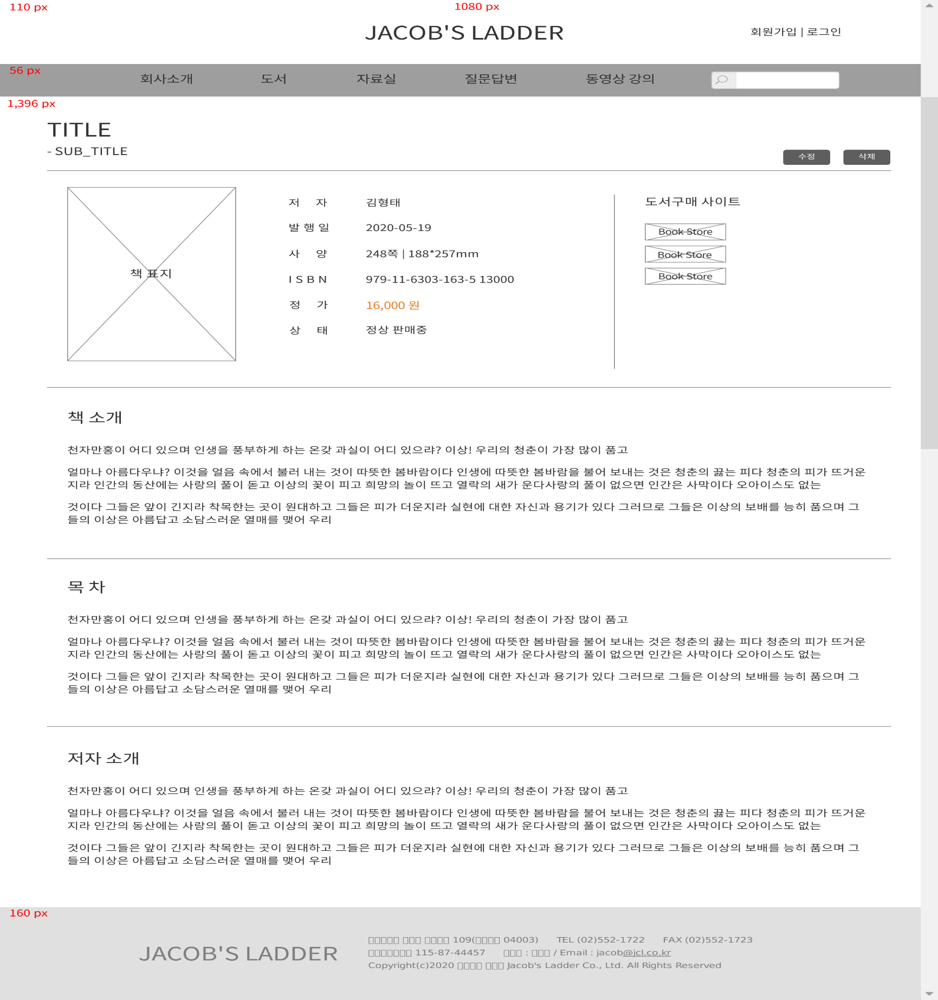 110 px
1080 px
JACOB'S LADDER
회원가입 | 로그인
56 px
회사소개 도서 자료실 질문답변 동영상 강의
1,396 px
TITLE
- SUB_TITLE
수정 삭제
책 표지
저 자 김형태
발 행 일 2020-05-19
사 양 248쪽 | 188*257mm
I S B N 979-11-6303-163-5 13000
정 가 16,000 원
상 태 정상 판매중
도서구매 사이트
Book Store
Book Store
Book Store
책 소개
천자만홍이 어디 있으며 인생을 풍부하게 하는 온갖 과실이 어디 있으랴? 이상! 우리의 청춘이 가장 많이 품고
얼마나 아름다우냐? 이것을 얼음 속에서 불러 내는 것이 따뜻한 봄바람이다 인생에 따뜻한 봄바람을 불어 보내는 것은 청춘의 끓는 피다 청춘의 피가 뜨거운
지라 인간의 동산에는 사랑의 풀이 돋고 이상의 꽃이 피고 희망의 놀이 뜨고 열락의 새가 운다사랑의 풀이 없으면 인간은 사막이다 오아이스도 없는
것이다 그들은 앞이 긴지라 착목한는 곳이 원대하고 그들은 피가 더운지라 실현에 대한 자신과 용기가 있다 그러므로 그들은 이상의 보배를 능히 품으며 그
들의 이상은 아름답고 소담스러운 열매를 맺어 우리
목 차
천자만홍이 어디 있으며 인생을 풍부하게 하는 온갖 과실이 어디 있으랴? 이상! 우리의 청춘이 가장 많이 품고
얼마나 아름다우냐? 이것을 얼음 속에서 불러 내는 것이 따뜻한 봄바람이다 인생에 따뜻한 봄바람을 불어 보내는 것은 청춘의 끓는 피다 청춘의 피가 뜨거운
지라 인간의 동산에는 사랑의 풀이 돋고 이상의 꽃이 피고 희망의 놀이 뜨고 열락의 새가 운다사랑의 풀이 없으면 인간은 사막이다 오아이스도 없는
것이다 그들은 앞이 긴지라 착목한는 곳이 원대하고 그들은 피가 더운지라 실현에 대한 자신과 용기가 있다 그러므로 그들은 이상의 보배를 능히 품으며 그
들의 이상은 아름답고 소담스러운 열매를 맺어 우리
저자 소개
천자만홍이 어디 있으며 인생을 풍부하게 하는 온갖 과실이 어디 있으랴? 이상! 우리의 청춘이 가장 많이 품고
얼마나 아름다우냐? 이것을 얼음 속에서 불러 내는 것이 따뜻한 봄바람이다 인생에 따뜻한 봄바람을 불어 보내는 것은 청춘의 끓는 피다 청춘의 피가 뜨거운
지라 인간의 동산에는 사랑의 풀이 돋고 이상의 꽃이 피고 희망의 놀이 뜨고 열락의 새가 운다사랑의 풀이 없으면 인간은 사막이다 오아이스도 없는
것이다 그들은 앞이 긴지라 착목한는 곳이 원대하고 그들은 피가 더운지라 실현에 대한 자신과 용기가 있다 그러므로 그들은 이상의 보배를 능히 품으며 그
들의 이상은 아름답고 소담스러운 열매를 맺어 우리
160 px
JACOB'S LADDER
109( 04003) TEL (02)552-1722 FAX (02)552-1723
115-87-44457 : / Email : jacob@jcl.co.kr
Copyright(c)2020 Jacob's Ladder Co., Ltd. All Rights Reserved